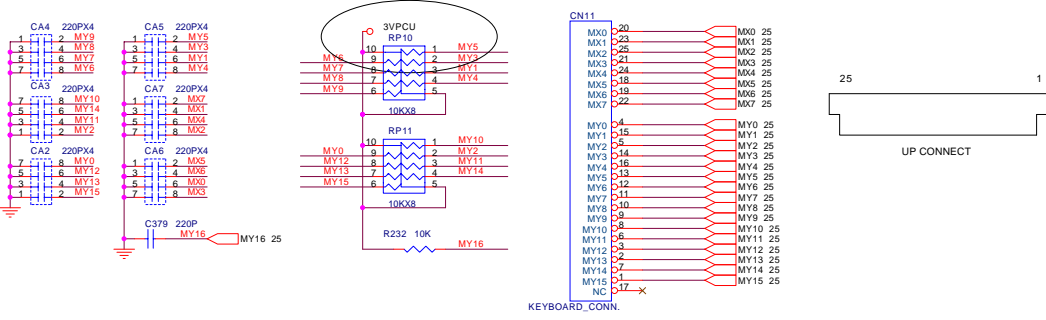 CA4 220PX4
1 2 MY9
3 4 MY8
5 6 MY7
7 8 MY6
CA3 220PX4
7 8 MY10
5 6 MY14
3 4 MY11
1 2 MY2
CA2 220PX4
7 8 MY0
5 6 MY12
3 4 MY13
1 2 MY15
CA5 220PX4
1 2 MY5
3 4 MY3
5 6 MY1
7 8 MY4
CA7 220PX4
7 8 MX7
5 6 MX1
3 4 MX4
1 2 MX2
CA6 220PX4
1 2 MX5
3 4 MX6
5 6 MX0
7 8 MX3
C379 220P
MY16
MY16 25
3VPCU
RP10
10 1 MY5
MY6 9 2 MY3
MY7 8 3 MY1
MY8 7 4 MY4
MY9 6 5
10KX8
RP11
10 1 MY10
MY0 9 2 MY2
MY12 8 3 MY11
MY13 7 4 MY14
MY15 6 5
10KX8
R232 10K
MY16
CN11
MX0 20 MX0 25
MX1 23 MX1 25
MX2 25 MX2 25
MX3 21 MX3 25
MX4 24 MX4 25
MX5 18 MX5 25
MX6 19 MX6 25
MX7 22 MX7 25
MY0 4 MY0 25
MY1 15 MY1 25
MY2 5 MY2 25
MY3 14 MY3 25
MY4 16 MY4 25
MY5 13 MY5 25
MY6 12 MY6 25
MY7 11 MY7 25
MY8 10 MY8 25
MY9 9 MY9 25
MY10 8 MY10 25
MY11 6 MY11 25
MY12 3 MY12 25
MY13 2 MY13 25
MY14 7 MY14 25
MY15 1 MY15 25
NC 17
KEYBOARD_CONN.
25 1
UP CONNECT